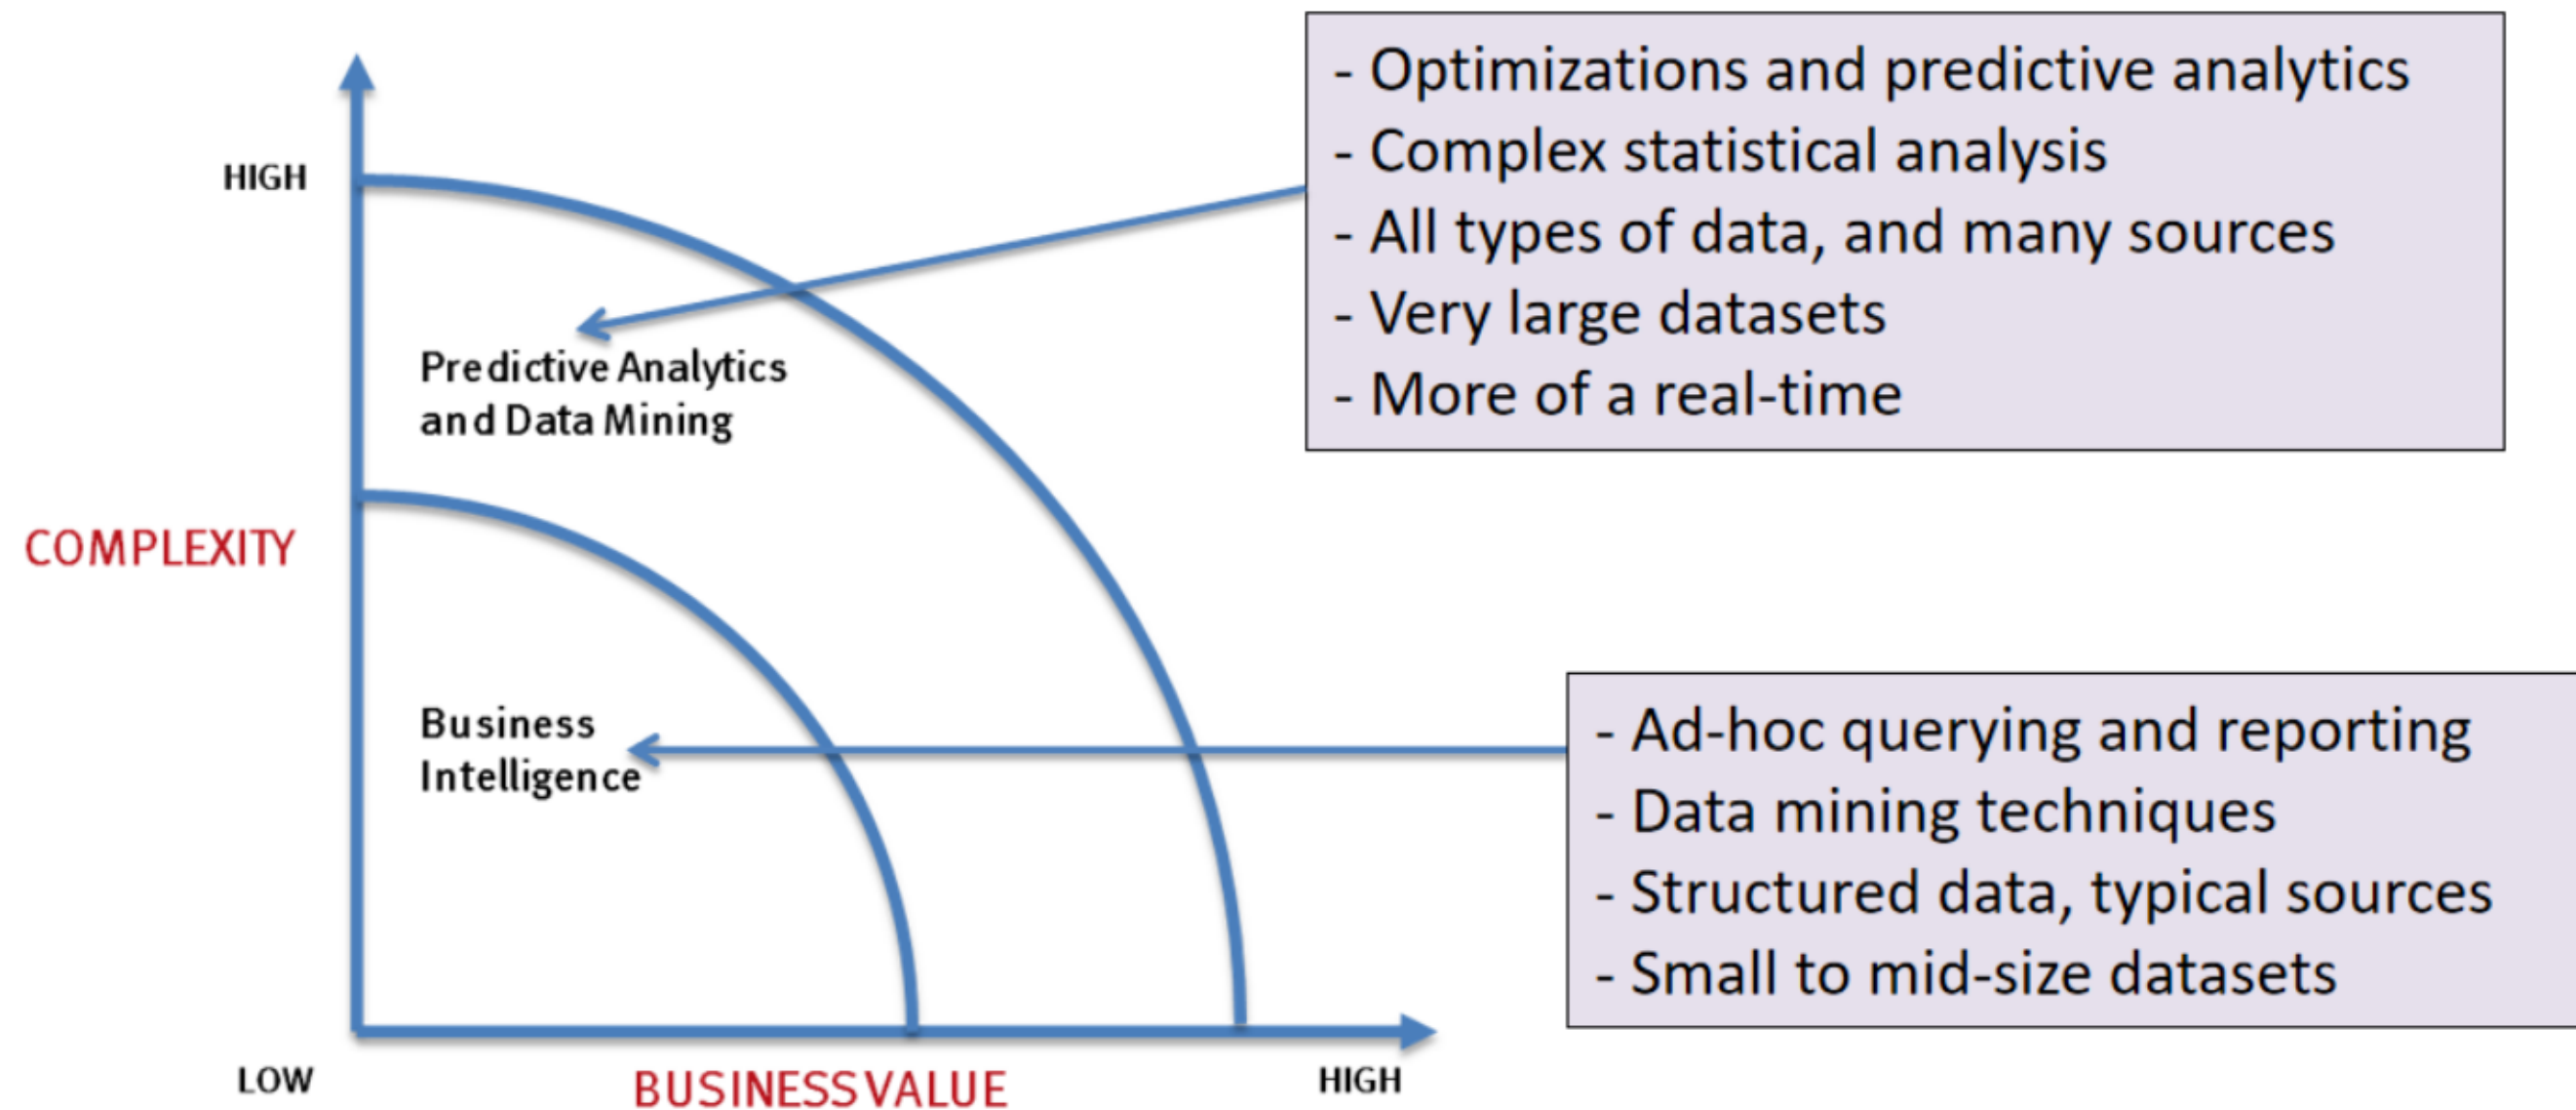 - Optimizations and predictive analytics
- Complex statistical analysis
- All types of data, and many sources
- Very large datasets
- More of a real-time
HIGH
Predictive Analytics
and Data Mining
COMPLEXITY
Business
Intelligence
- Ad-hoc querying and reporting
- Data mining techniques
- Structured data, typical sources
- Small to mid-size datasets
LOW
BUSINESS VALUE
HIGH